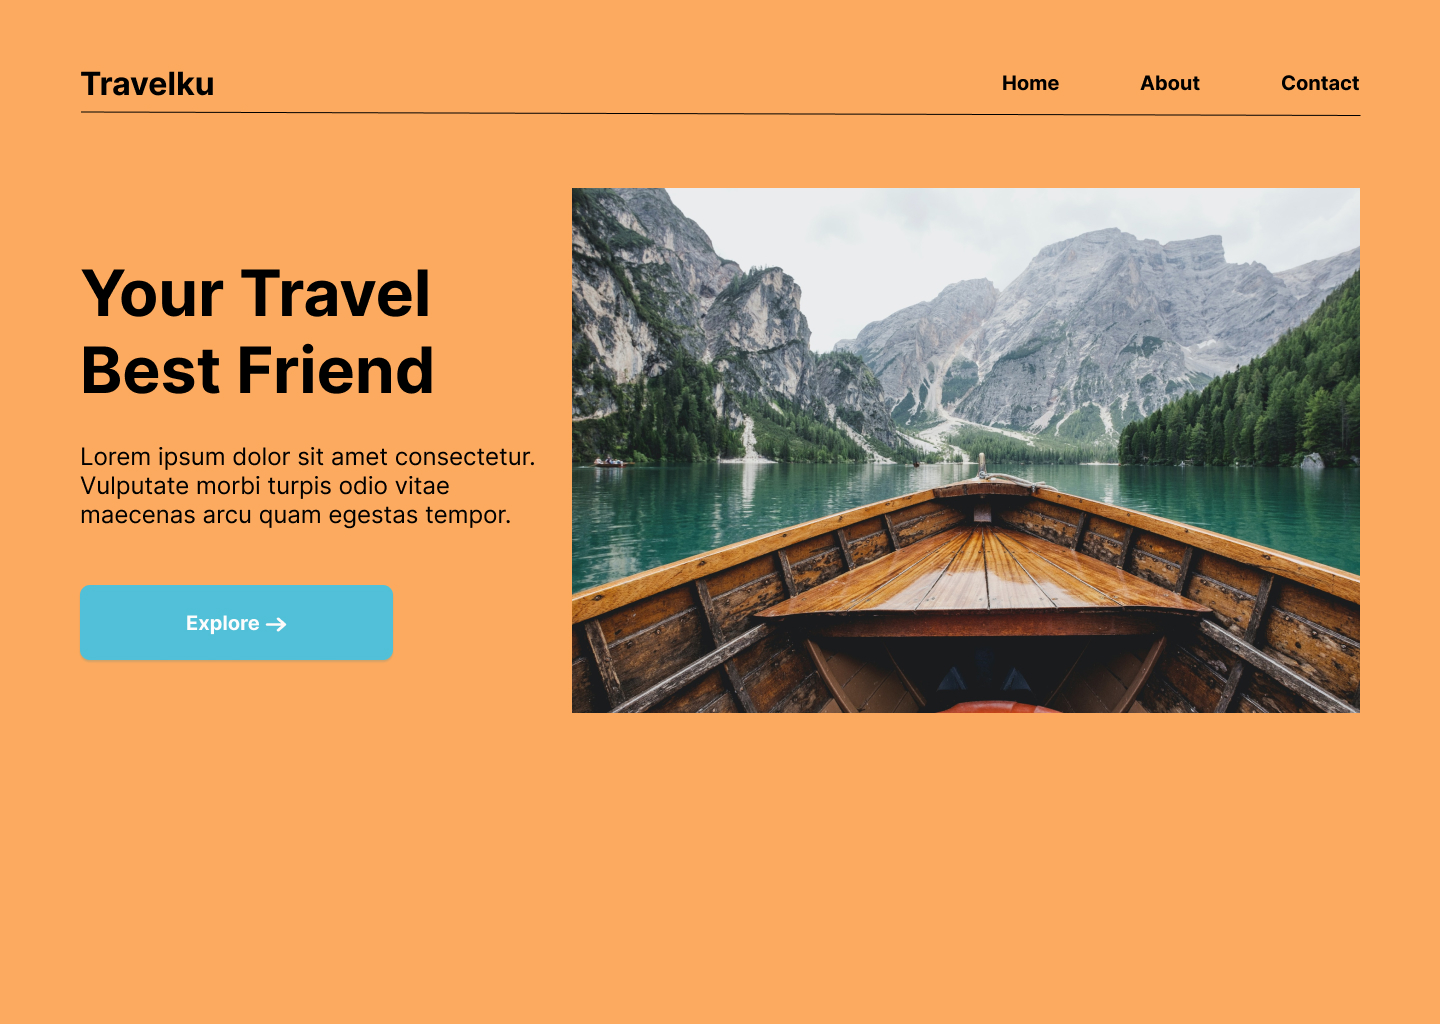 Travelku
Home About Contact
Your Travel
Best Friend
Lorem ipsum dolor sit amet consectetur.
Vulputate morbi turpis odio vitae
maecenas arcu quam egestas tempor.
Explore →